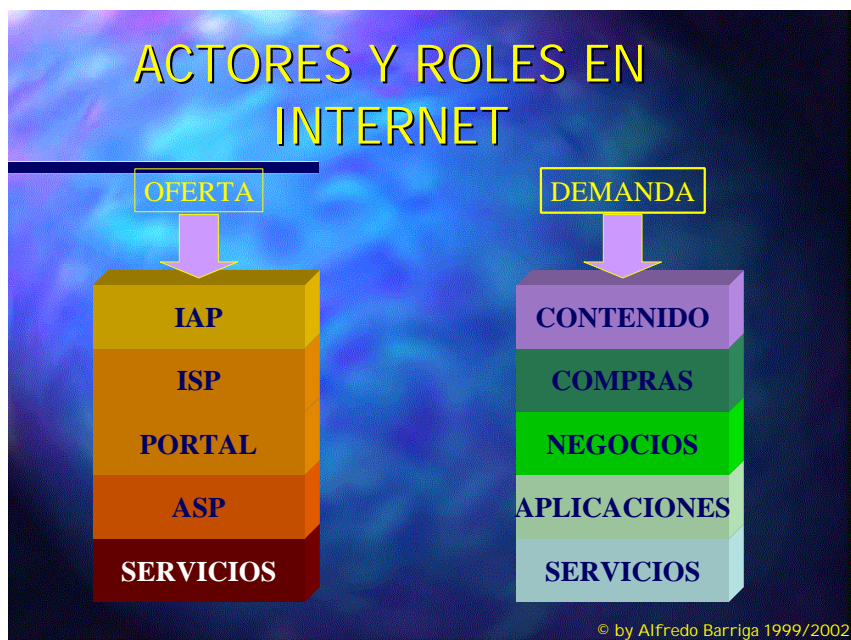 ACTORES Y ROLES EN
INTERNET
OFERTA
IAP
ISP
PORTAL
ASP
SERVICIOS
DEMANDA
CONTENIDO
COMPRAS
NEGOCIOS
APLICACIONES
SERVICIOS
© by Alfredo Barriga 1999/2002